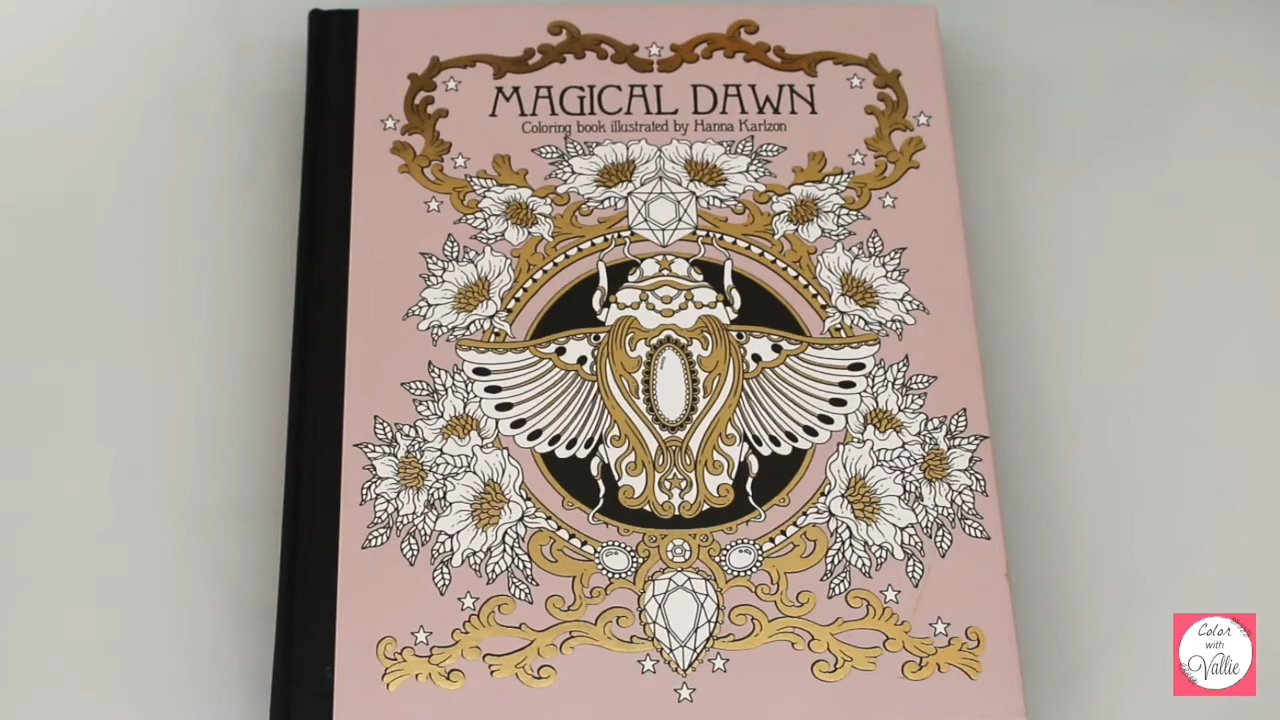 MAGICAL DAWN
Coloring book illustrated by Hanna Karlzon
Color
with
Vallie